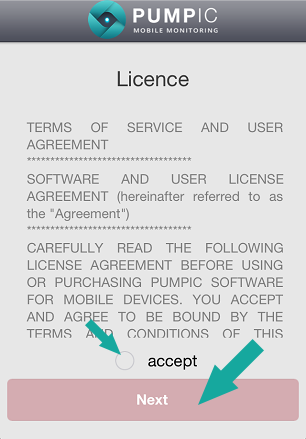 PUMPIC
MOBILE MONITORING
Licence
TERMS OF SERVICE AND USER
AGREEMENT
***********************************
SOFTWARE AND USER LICENSE
AGREEMENT (hereinafter referred to as
the "Agreement")
***********************************
CAREFULLY READ THE FOLLOWING
LICENSE AGREEMENT BEFORE USING
OR PURCHASING PUMPIC SOFTWARE
FOR MOBILE DEVICES. YOU ACCEPT
AND AGREE TO BE BOUND BY THE
TERMS AND CONDITIONS OF THIS
accept
Next